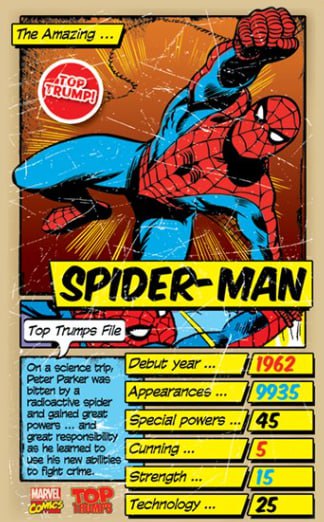 The Amazing ...
TOP
TRUMP!
SPIDER-MAN
Top Trumps File
On a science trip,
Peter Parker was
bitten by a
radioactive spider
and gained great
powers ... and
great responsibility
as he learned to
use his new abilities
to fight crime.
Debut year ... 1962
Appearances ... 9935
Special powers ... 45
Cunning ... 5
Strength ... 15
Technology ... 25
MARVEL
COMICS
TOP
TRUMPS